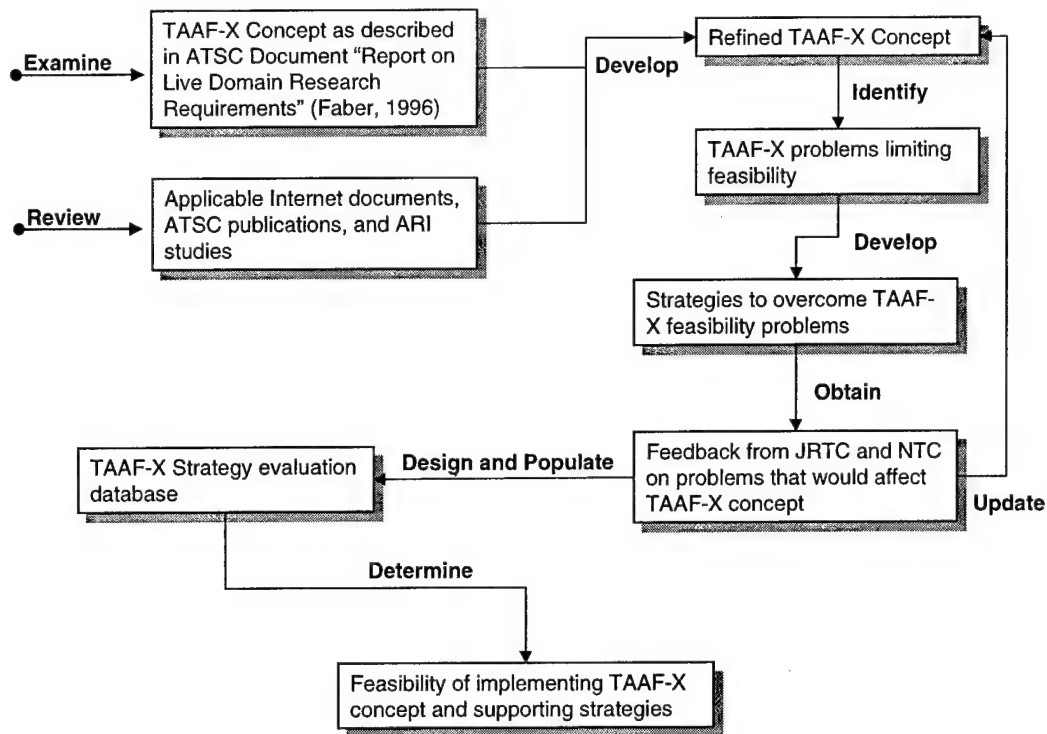 Examine
TAAF-X Concept as described
in ATSC Document “Report on
Live Domain Research
Requirements” (Faber, 1996)
Review
Applicable Internet documents,
ATSC publications, and ARI
studies
Develop
Refined TAAF-X Concept
Identify
TAAF-X problems limiting
feasibility
Develop
Strategies to overcome TAAF-
X feasibility problems
Obtain
Feedback from JRTC and NTC
on problems that would affect
TAAF-X concept
Update
Design and Populate
TAAF-X Strategy evaluation
database
Determine
Feasibility of implementing TAAF-X
concept and supporting strategies